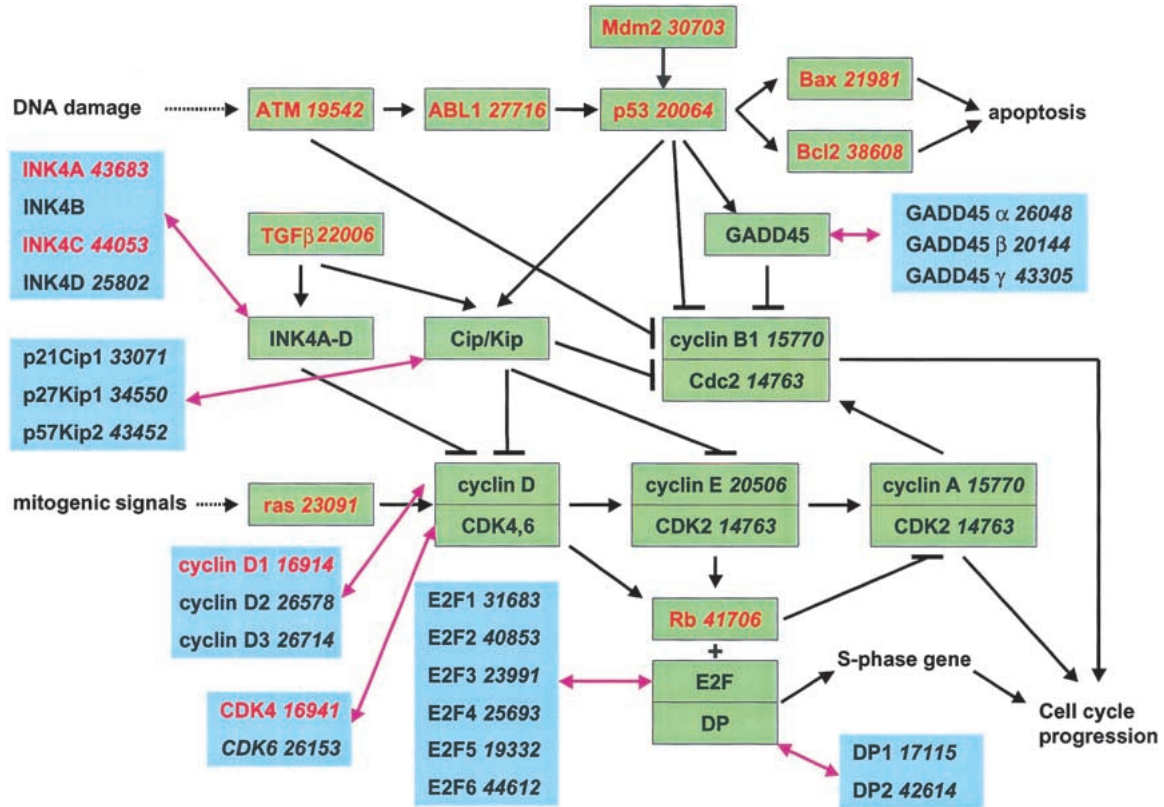 Mdm2 30703
DNA damage
ATM 19542
ABL1 27716
p53 20064
Bax 21981
Bcl2 38608
apoptosis
INK4A 43683
INK4B
INK4C 44053
INK4D 25802
TGFβ 22006
GADD45
GADD45 α 26048
GADD45 β 20144
GADD45 γ 43305
INK4A-D
Cip/Kip
cyclin B1 15770
Cdc2 14763
p21Cip1 33071
p27Kip1 34550
p57Kip2 43452
mitogenic signals
ras 23091
cyclin D
CDK4,6
cyclin E 20506
CDK2 14763
cyclin A 15770
CDK2 14763
cyclin D1 16914
cyclin D2 26578
cyclin D3 26714
E2F1 31683
E2F2 40853
E2F3 23991
E2F4 25693
E2F5 19332
E2F6 44612
Rb 41706
+
E2F
DP
S-phase gene
Cell cycle
progression
CDK4 16941
CDK6 26153
DP1 17115
DP2 42614